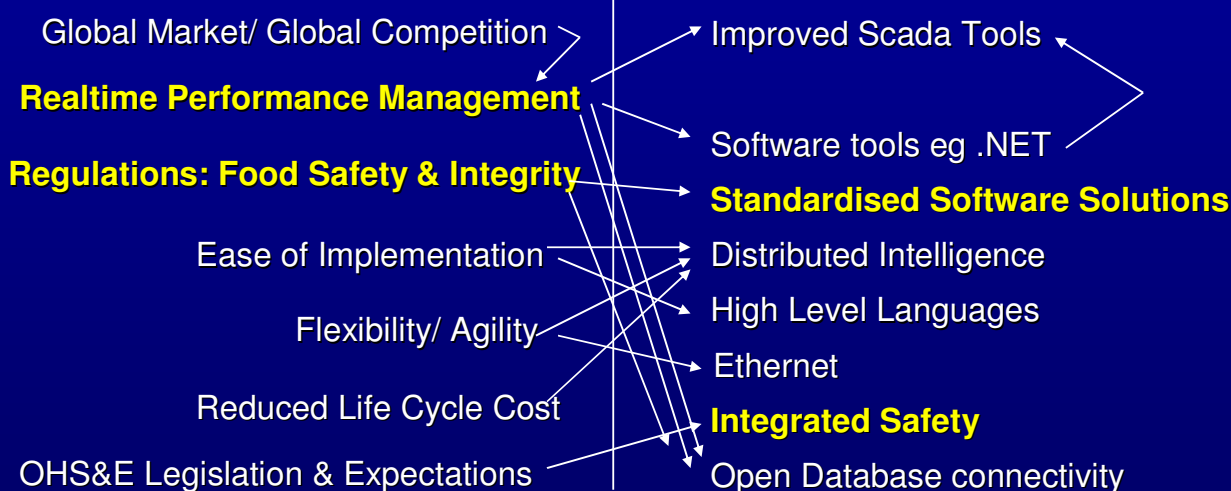 Global Market/ Global Competition
Realtime Performance Management
Regulations: Food Safety & Integrity
Ease of Implementation
Flexibility/ Agility
Reduced Life Cycle Cost
OHS&E Legislation & Expectations
Improved Scada Tools
Software tools eg .NET
Standardised Software Solutions
Distributed Intelligence
High Level Languages
Ethernet
Integrated Safety
Open Database connectivity